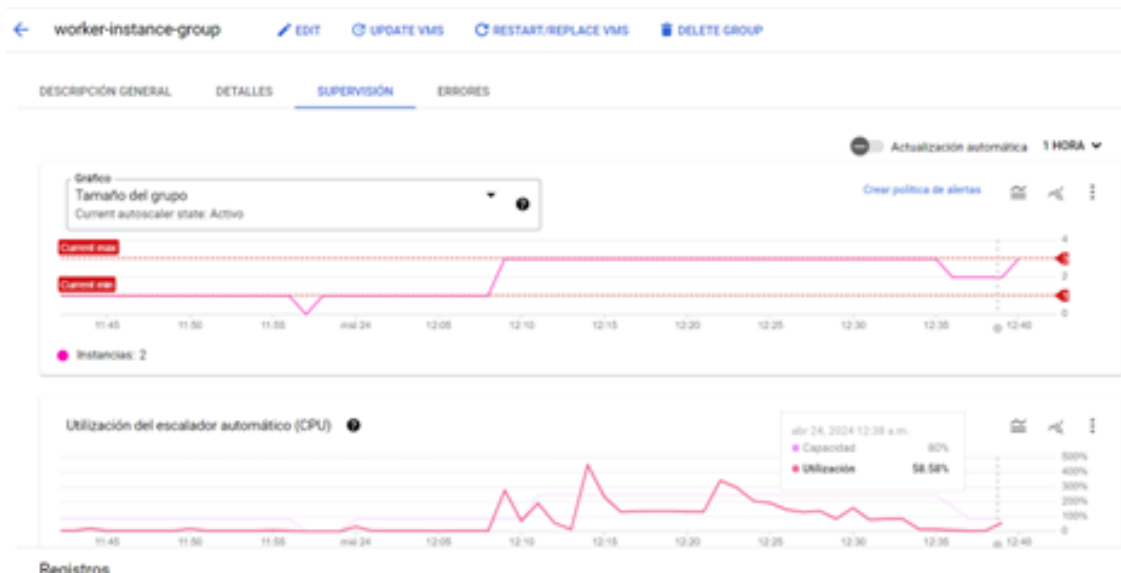 worker-instance-group EDIT UPDATE VMS RESTART/REPLACE VMS DELETE GROUP
DESCRIPCIÓN GENERAL DETALLES SUPERVISIÓN ERRORES
Actualización automática 1 HORA
Gráfico
Tamaño del grupo
Current autoscaler state: Activo
Crear política de alertas
4
Current max
2
Current min
0
11:45 11:50 11:55 12:05 12:10 12:15 12:20 12:25 12:30 12:35 12:40
Instancias: 2
Utilización del escalador automático (CPU)
abr 24, 2024 12:38 a.m.
Capacidad 80%
Utilización 58.58%
500%
400%
300%
200%
100%
0
11:45 11:50 11:55 12:05 12:10 12:15 12:20 12:25 12:30 12:35 12:40
Registros